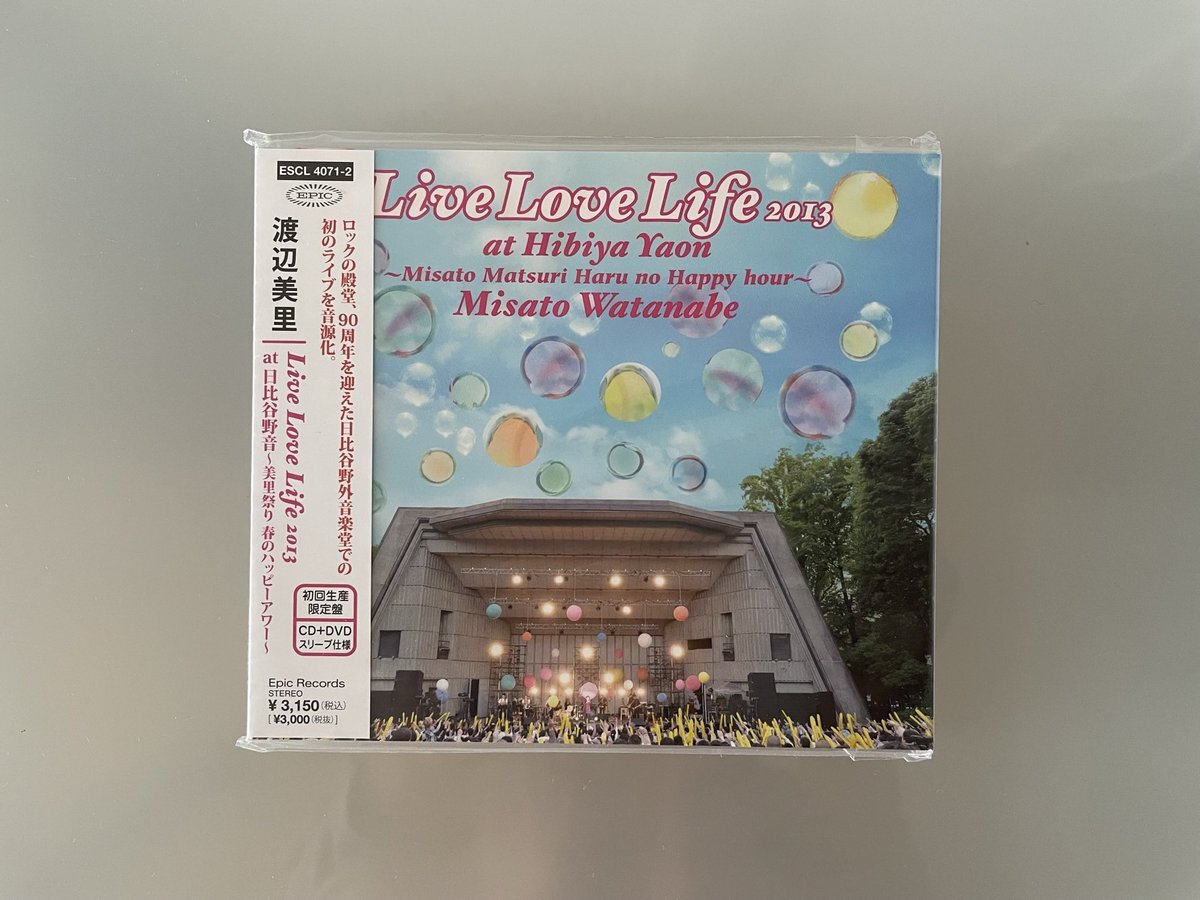 ESCL 4071-2
EPIC
渡辺美里
Live Love Life 2013
at 日比谷野音~美里祭り 春のハッピーアワー~
ロックの殿堂、90周年を迎えた日比谷野外音楽堂での
初のライブを音源化。
初回生産
限定盤
CD+DVD
スリーブ仕様
Epic Records
STEREO
¥3,150(税込)
[¥3,000(税抜)]
Live Love Life 2013
at Hibiya Yaon
~Misato Matsuri Haru no Happy hour~
Misato Watanabe